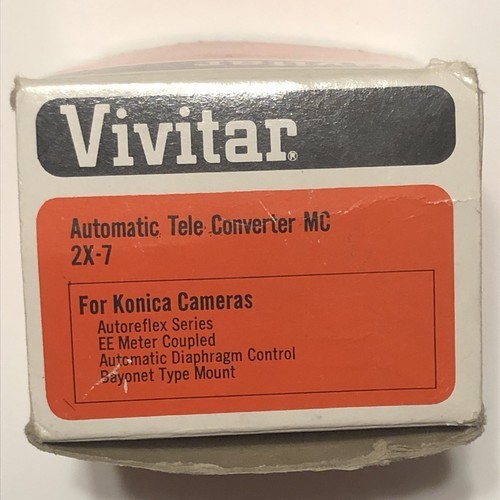 Vivitar
Vivitar®
Automatic Tele Converter MC
2X-7
For Konica Cameras
Autoreflex Series
EE Meter Coupled
Automatic Diaphragm Control
Bayonet Type Mount